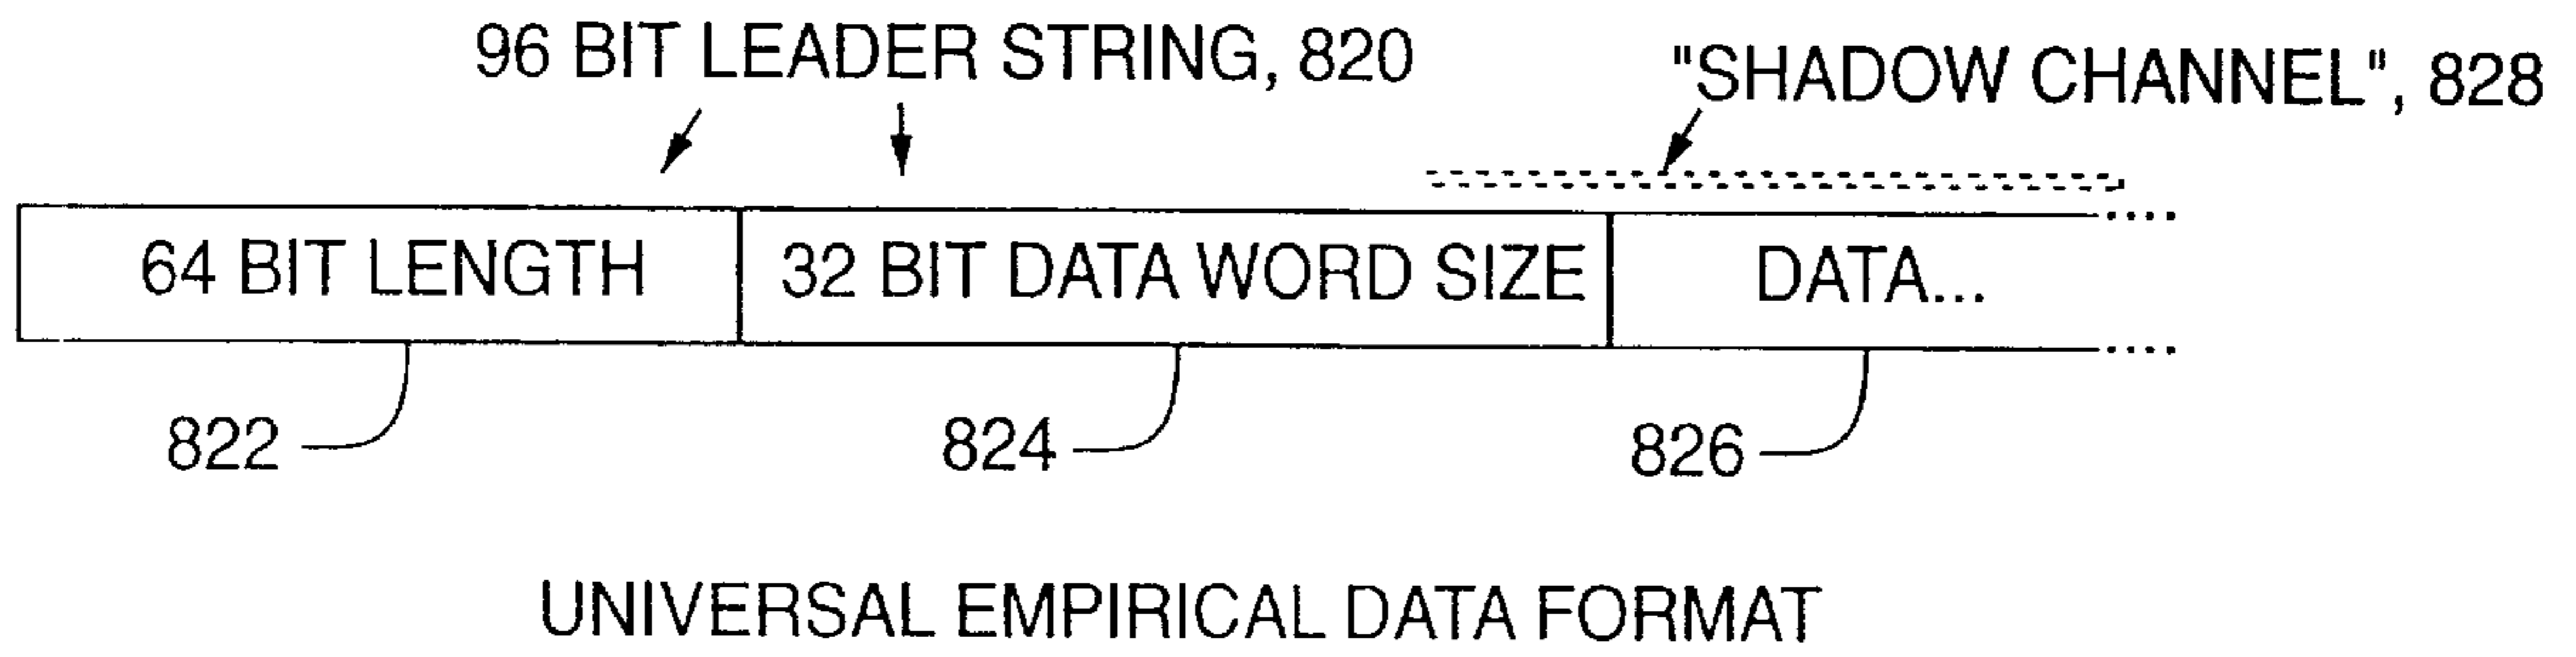 96 BIT LEADER STRING, 820
"SHADOW CHANNEL", 828
64 BIT LENGTH
32 BIT DATA WORD SIZE
DATA...
822
824
826
UNIVERSAL EMPIRICAL DATA FORMAT